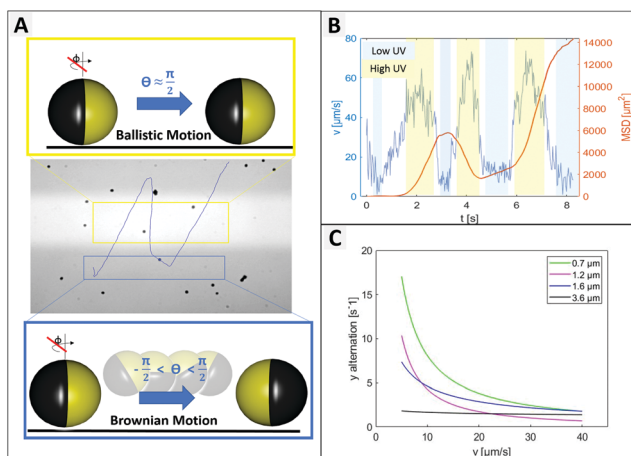 A
ϕ
Θ ≈ π/2
Ballistic Motion
ϕ
- π/2 < Θ < π/2
Brownian Motion
B
Low UV
High UV
v [µm/s]
80
60
40
20
0
MSD [µm²]
14000
12000
10000
8000
6000
4000
2000
0
0 2 4 6 8
t [s]
C
0.7 µm
1.2 µm
1.6 µm
3.6 µm
y alternation [s⁻¹]
20
15
10
5
0
0 10 20 30 40 50
v [µm/s]